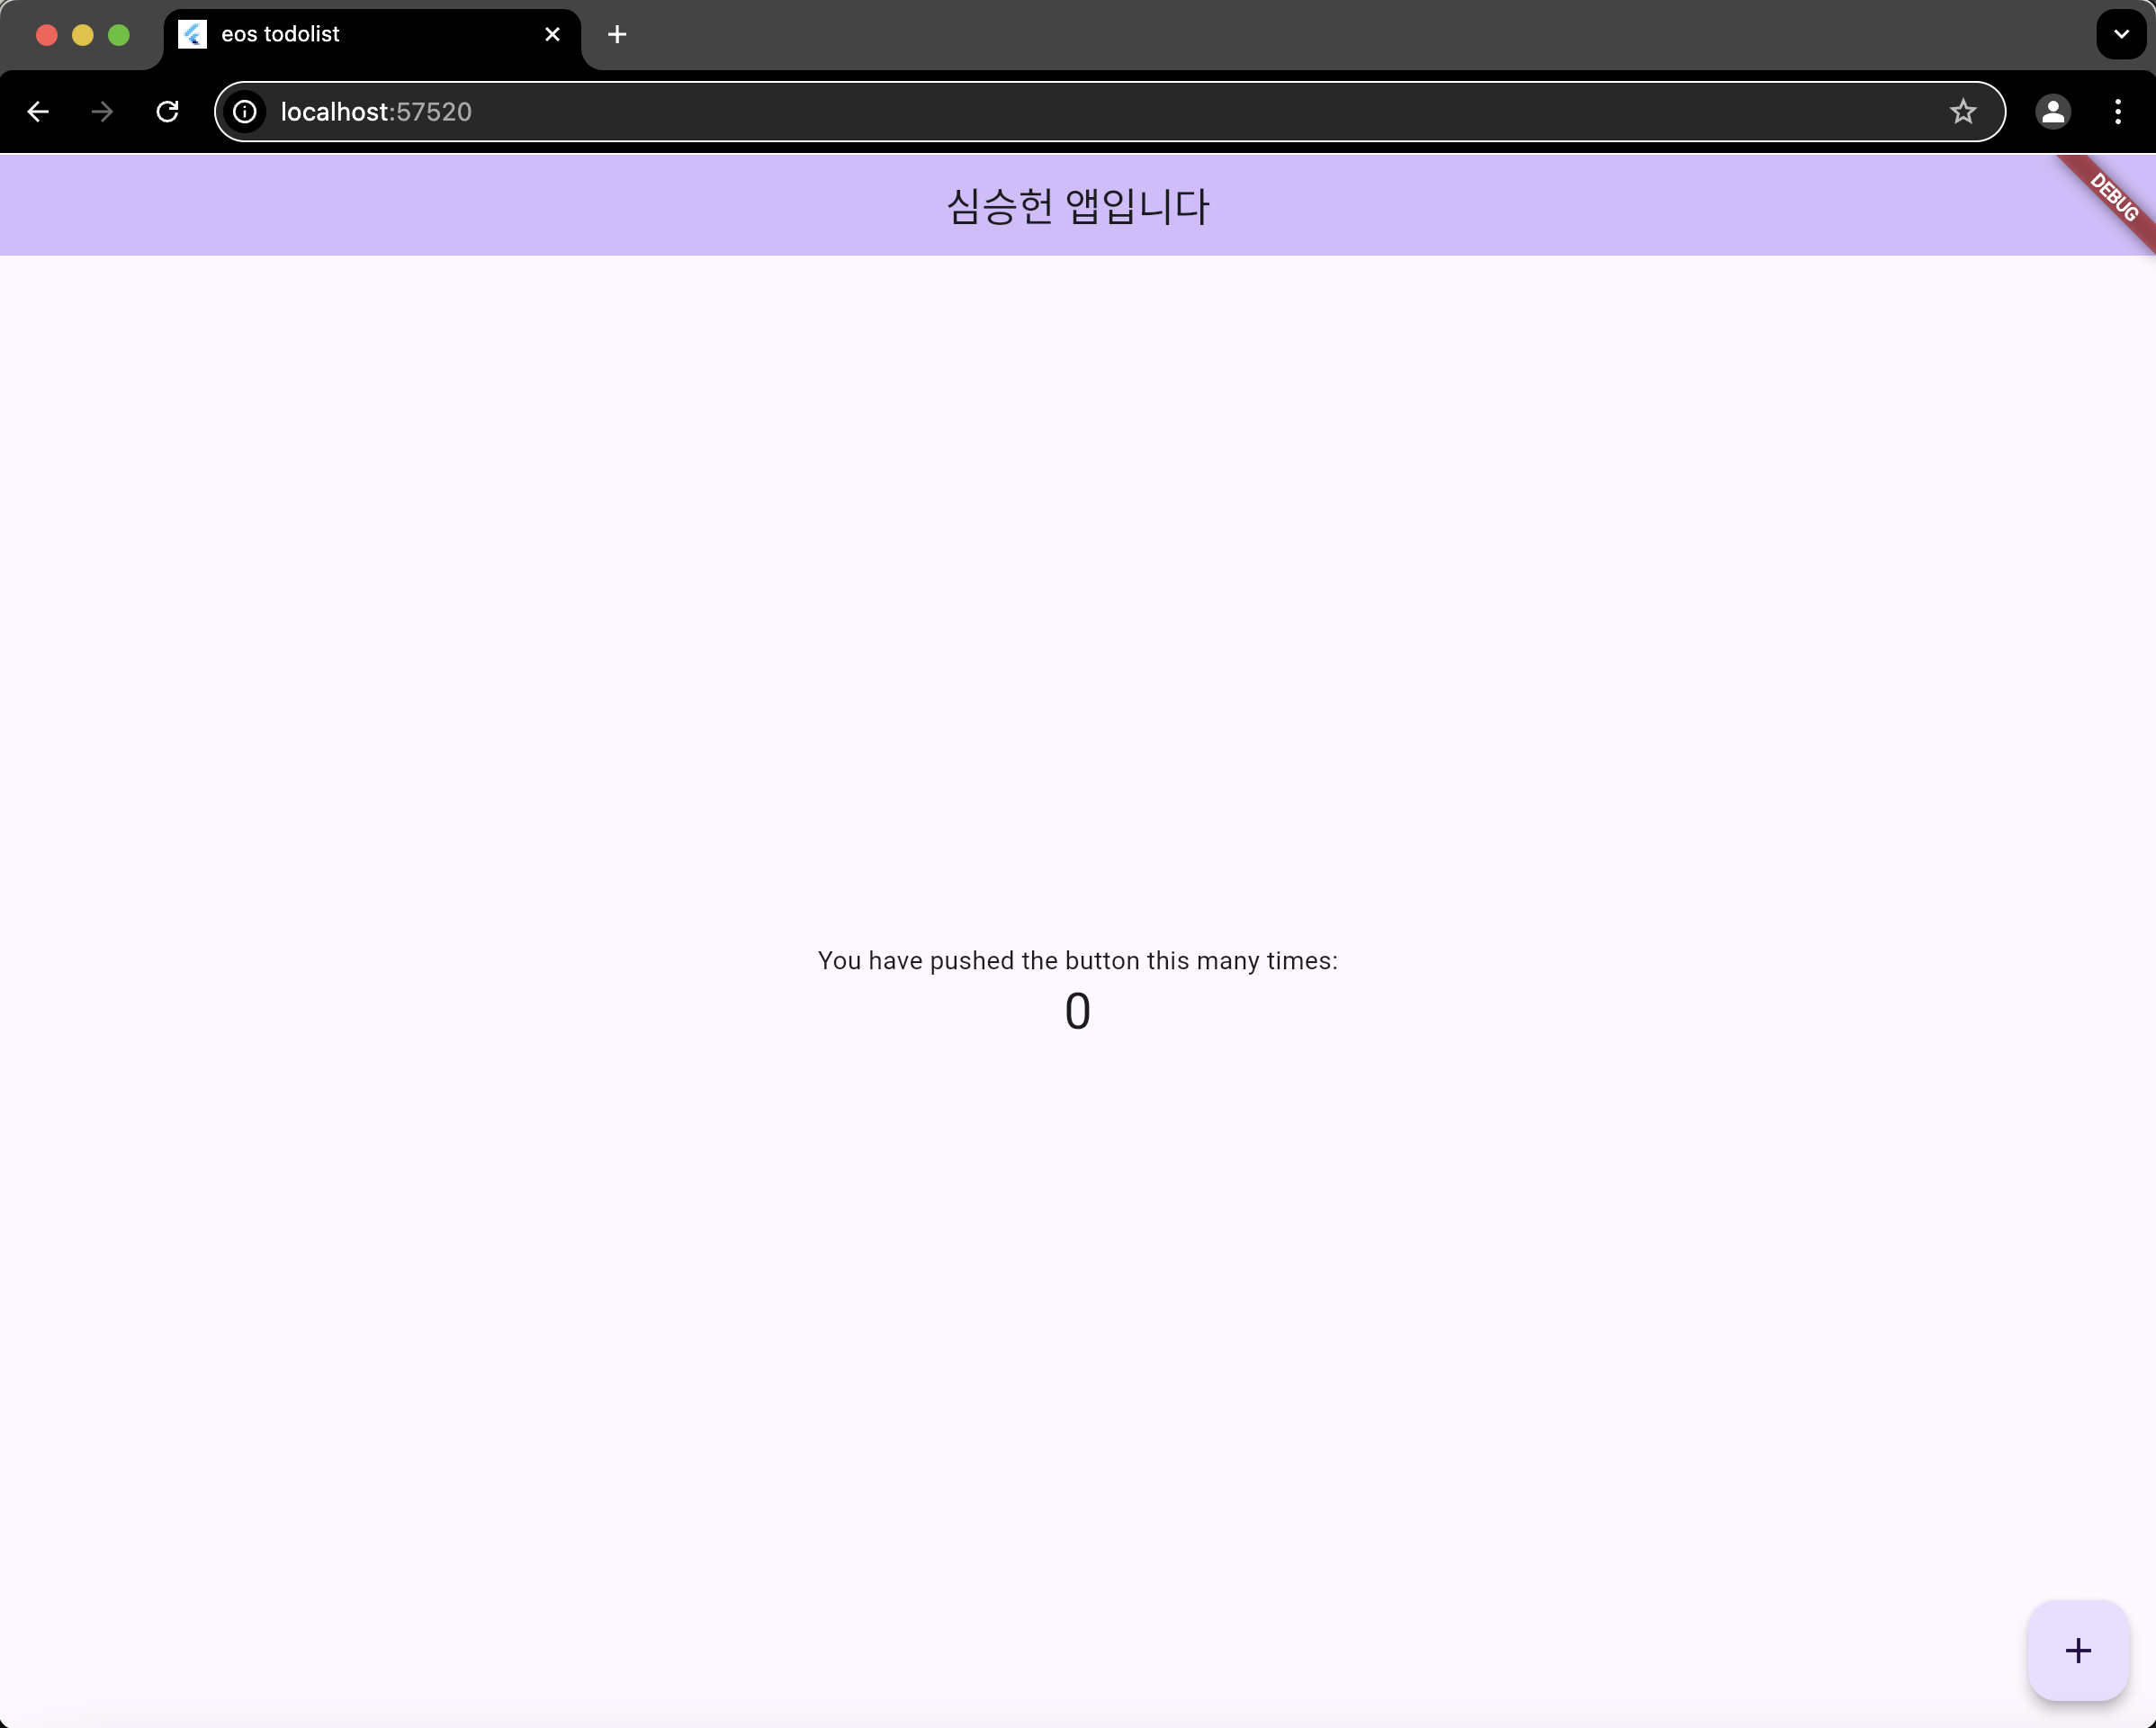 eos todolist
localhost:57520
심승헌 앱입니다
DEBUG
You have pushed the button this many times:
0